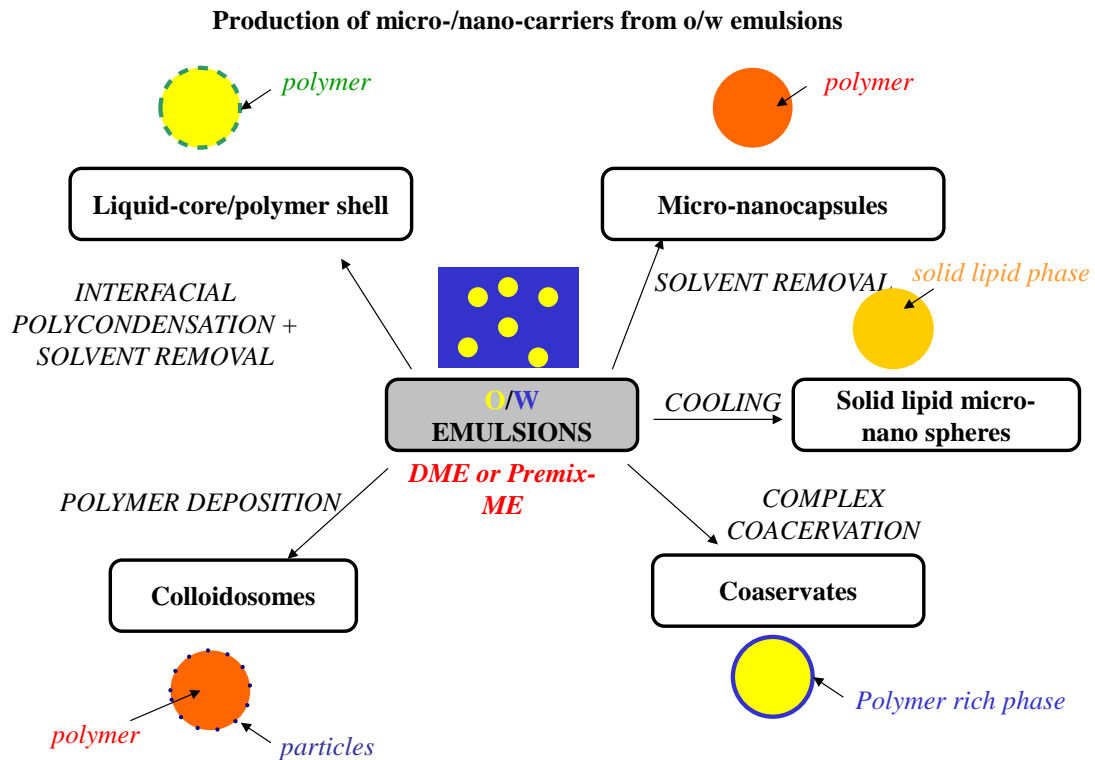 Production of micro-/nano-carriers from o/w emulsions
polymer
polymer
Liquid-core/polymer shell
Micro-nanocapsules
INTERFACIAL
POLYCONDENSATION +
SOLVENT REMOVAL
SOLVENT REMOVAL
solid lipid phase
O/W
EMULSIONS
COOLING
Solid lipid micro-
nano spheres
DME or Premix-
ME
POLYMER DEPOSITION
COMPLEX
COACERVATION
Colloidosomes
Coaservates
polymer
particles
Polymer rich phase